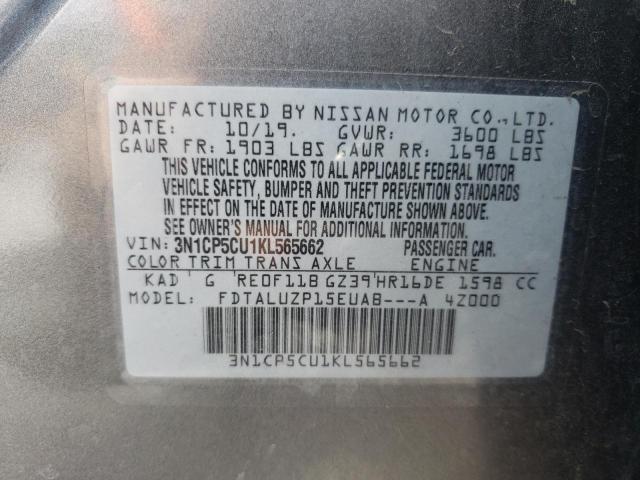 MANUFACTURED BY NISSAN MOTOR CO., LTD.
DATE: 10/19. GVWR: 3600 LBS
GAWR FR: 1903 LBS GAWR RR: 1698 LBS
THIS VEHICLE CONFORMS TO ALL APPLICABLE FEDERAL MOTOR
VEHICLE SAFETY, BUMPER AND THEFT PREVENTION STANDARDS
IN EFFECT ON THE DATE OF MANUFACTURE SHOWN ABOVE.
SEE OWNER'S MANUAL FOR ADDITIONAL INFORMATION.
VIN: 3N1CP5CU1KL565662 PASSENGER CAR.
COLOR TRIM TRANS AXLE ENGINE
KAD G RE0F11B GZ39 HR16DE 1598 CC
MODEL: FDTALUZP15EUAB---A 4Z000
3N1CP5CU1KL565662